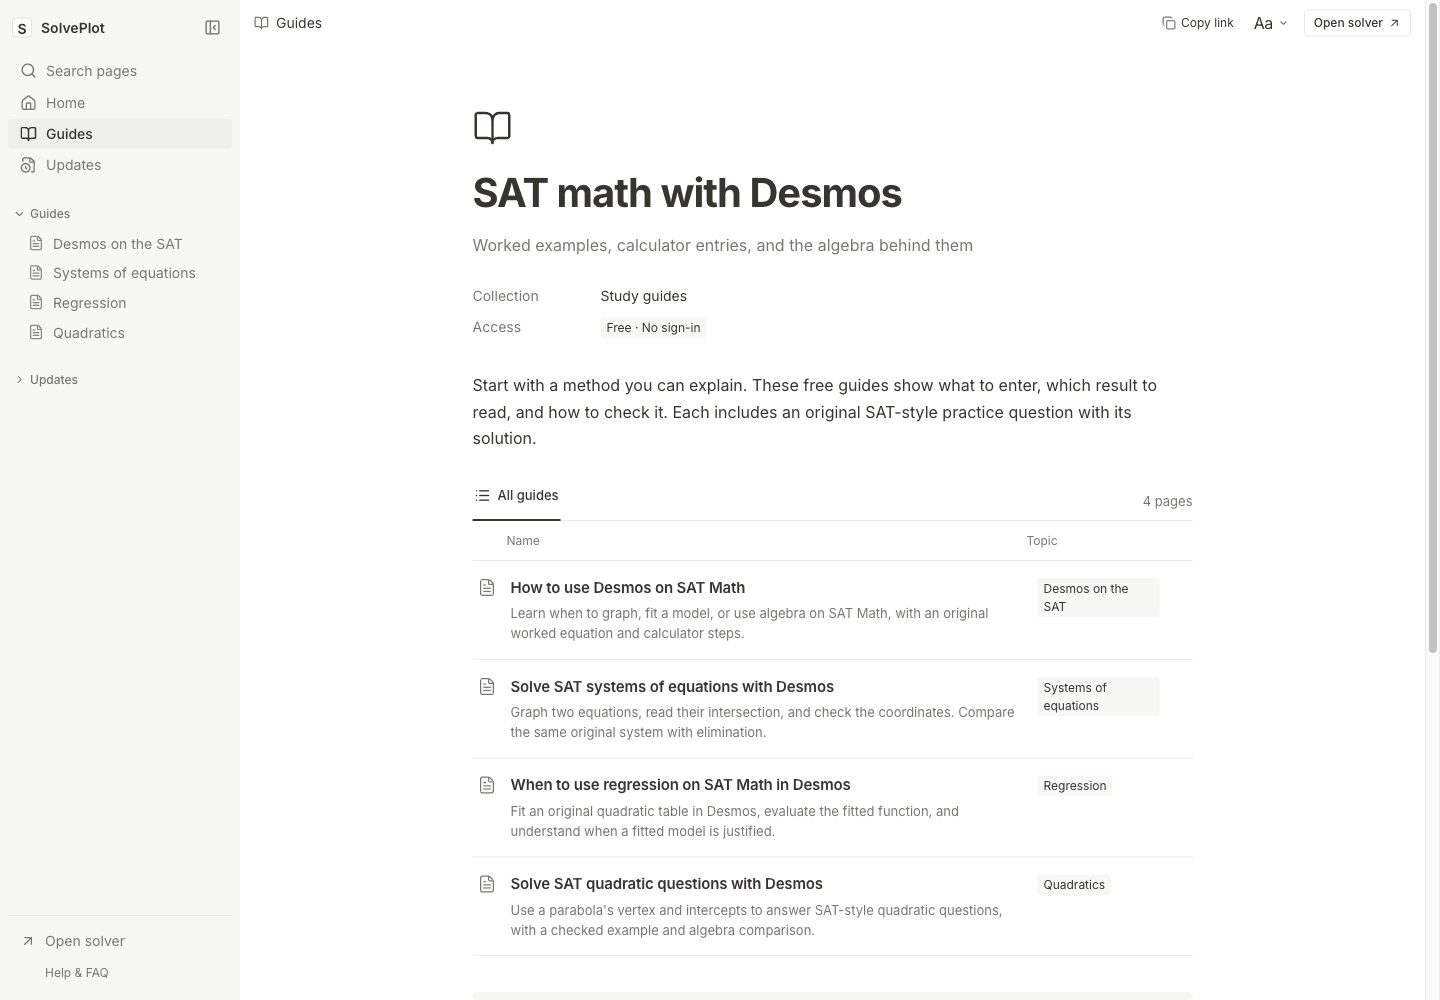 S SolvePlot
Search pages
Home
Guides
Updates
Guides
Desmos on the SAT
Systems of equations
Regression
Quadratics
Updates
Open solver
Help & FAQ
Guides
Copy link
Aa
Open solver
SAT math with Desmos
Worked examples, calculator entries, and the algebra behind them
Collection Study guides
Access Free · No sign-in
Start with a method you can explain. These free guides show what to enter, which result to
read, and how to check it. Each includes an original SAT-style practice question with its
solution.
All guides
4 pages
Name Topic
How to use Desmos on SAT Math
Learn when to graph, fit a model, or use algebra on SAT Math, with an original
worked equation and calculator steps.
Desmos on the
SAT
Solve SAT systems of equations with Desmos
Graph two equations, read their intersection, and check the coordinates. Compare
the same original system with elimination.
Systems of
equations
When to use regression on SAT Math in Desmos
Fit an original quadratic table in Desmos, evaluate the fitted function, and
understand when a fitted model is justified.
Regression
Solve SAT quadratic questions with Desmos
Use a parabola's vertex and intercepts to answer SAT-style quadratic questions,
with a checked example and algebra comparison.
Quadratics